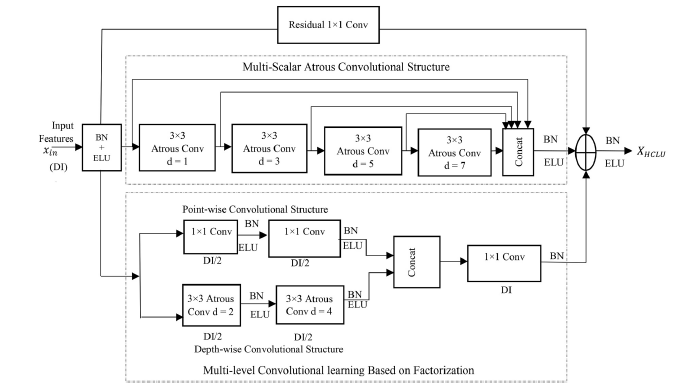 Residual 1×1 Conv
Multi-Scalar Atrous Convolutional Structure
Input
Features
x_in
(DI)
BN
+
ELU
3×3
Atrous Conv
d = 1
3×3
Atrous Conv
d = 3
3×3
Atrous Conv
d = 5
3×3
Atrous Conv
d = 7
Concat
BN
ELU
BN
ELU
X_HCLU
Point-wise Convolutional Structure
1×1 Conv
DI/2
BN
ELU
1×1 Conv
DI/2
BN
ELU
3×3 Atrous
Conv d = 2
DI/2
BN
ELU
3×3 Atrous
Conv d = 4
DI/2
BN
ELU
Depth-wise Convolutional Structure
Concat
1×1 Conv
DI
BN
Multi-level Convolutional learning Based on Factorization